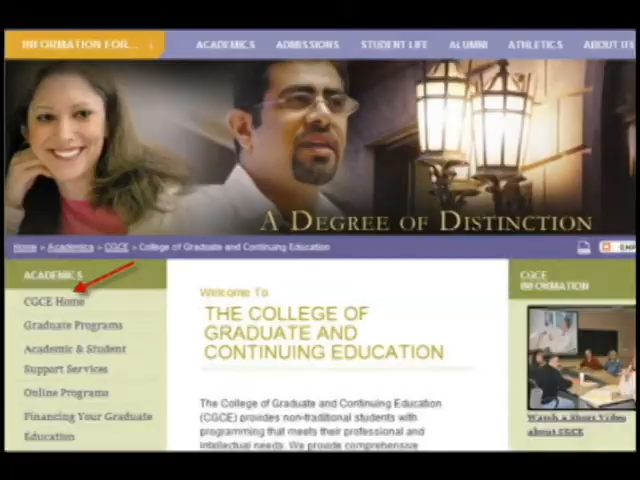 INFORMATION FOR...
ACADEMICS ADMISSIONS STUDENT LIFE ALUMNI ATHLETICS ABOUT
A DEGREE OF DISTINCTION
Home » Academics » CGCE » College of Graduate and Continuing Education
ACADEMICS
CGCE Home
Graduate Programs
Academic & Student
Support Services
Online Programs
Financing Your Graduate
Education
Welcome To
THE COLLEGE OF
GRADUATE AND
CONTINUING EDUCATION
The College of Graduate and Continuing Education
(CGCE) provides non-traditional students with
programming that meets their professional and
intellectual needs. We provide comprehensive
CGCE
INFORMATION
Watch a Short Video
about CGCE